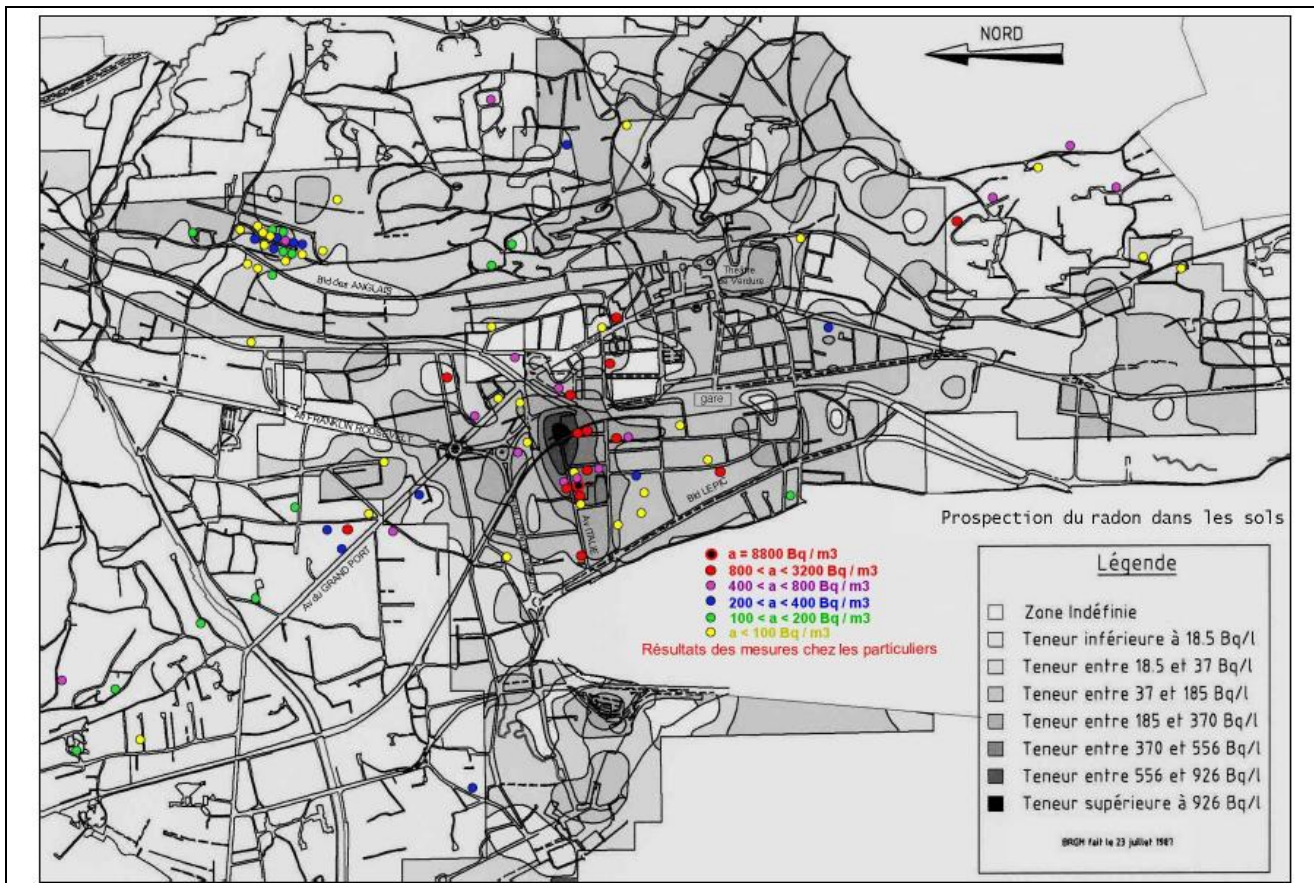 NORD
Bld des ANGLAIS
Théâtre
de Verdure
Av FRANKLIN ROOSEVELT
gare
Bld LEPIC
Av ITALIE
Av du GRAND PORT
Prospection du radon dans les sols
a = 8800 Bq / m3
800 < a < 3200 Bq / m3
400 < a < 800 Bq / m3
200 < a < 400 Bq / m3
100 < a < 200 Bq / m3
a < 100 Bq / m3
Résultats des mesures chez les particuliers
Légende
Zone Indéfinie
Teneur inférieure à 18.5 Bq/l
Teneur entre 18.5 et 37 Bq/l
Teneur entre 37 et 185 Bq/l
Teneur entre 185 et 370 Bq/l
Teneur entre 370 et 556 Bq/l
Teneur entre 556 et 926 Bq/l
Teneur supérieure à 926 Bq/l
BRGM fait le 23 juillet 1987